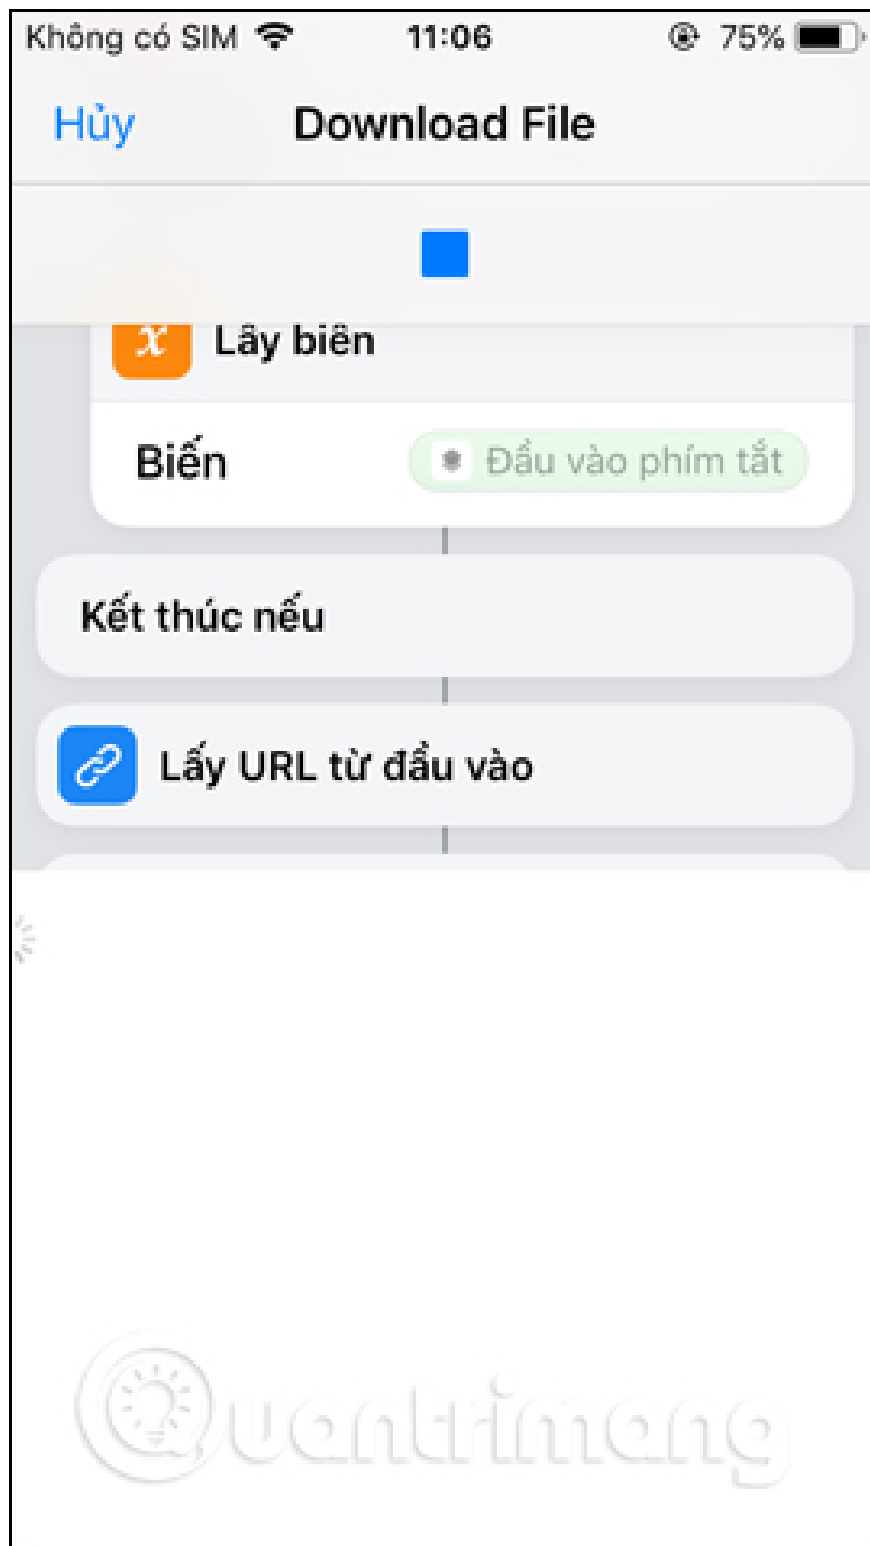 Không có SIM 11:06 75%
Hủy Download File
x Lấy biến
Biến Đầu vào phím tắt
Kết thúc nếu
Lấy URL từ đầu vào
Quantrimang